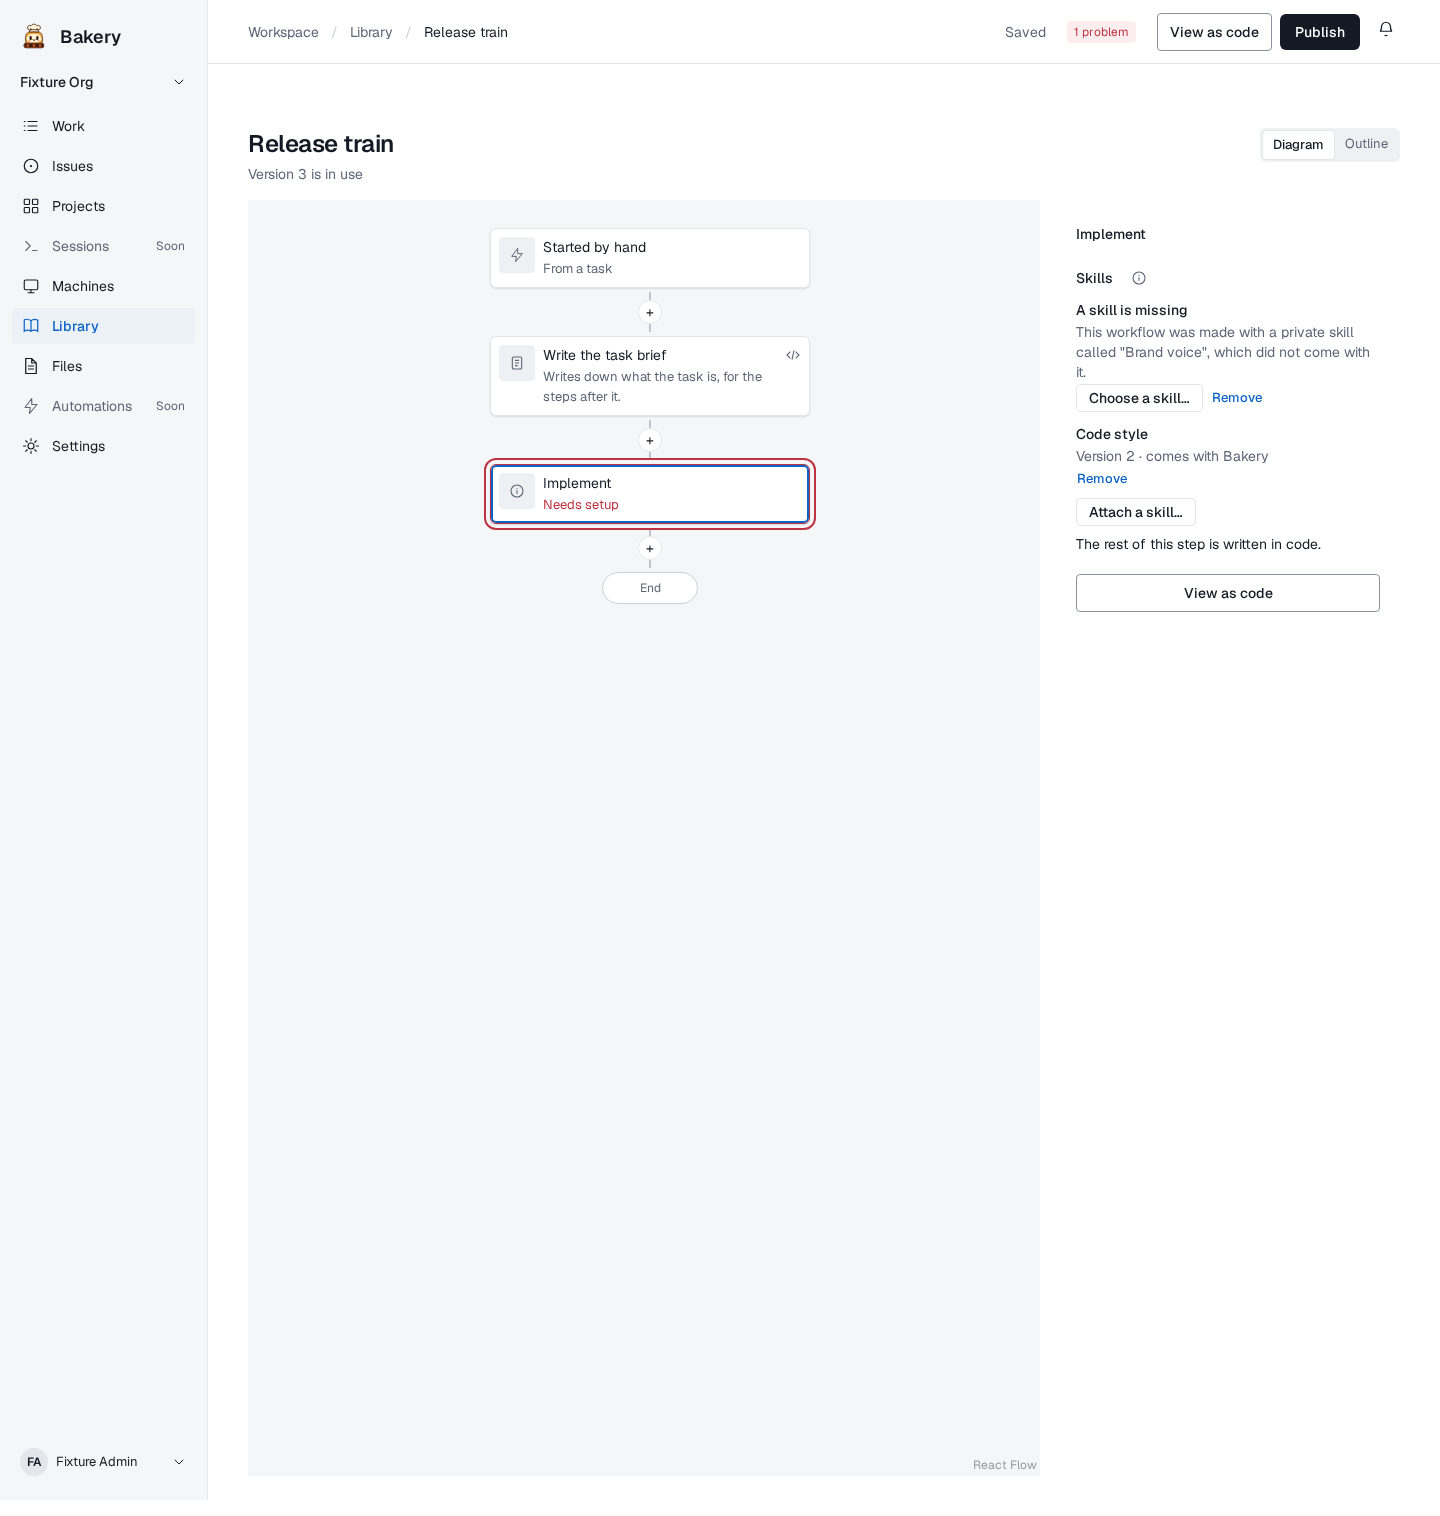 Bakery
Fixture Org
Work
Issues
Projects
Sessions Soon
Machines
Library
Files
Automations Soon
Settings
FA Fixture Admin
Workspace / Library / Release train
Saved 1 problem View as code Publish
Release train
Version 3 is in use
Diagram Outline
Started by hand
From a task
+
Write the task brief
Writes down what the task is, for the
steps after it.
+
Implement
Needs setup
+
End
React Flow
Implement
Skills
A skill is missing
This workflow was made with a private skill
called "Brand voice", which did not come with
it.
Choose a skill... Remove
Code style
Version 2 · comes with Bakery
Remove
Attach a skill...
The rest of this step is written in code.
View as code